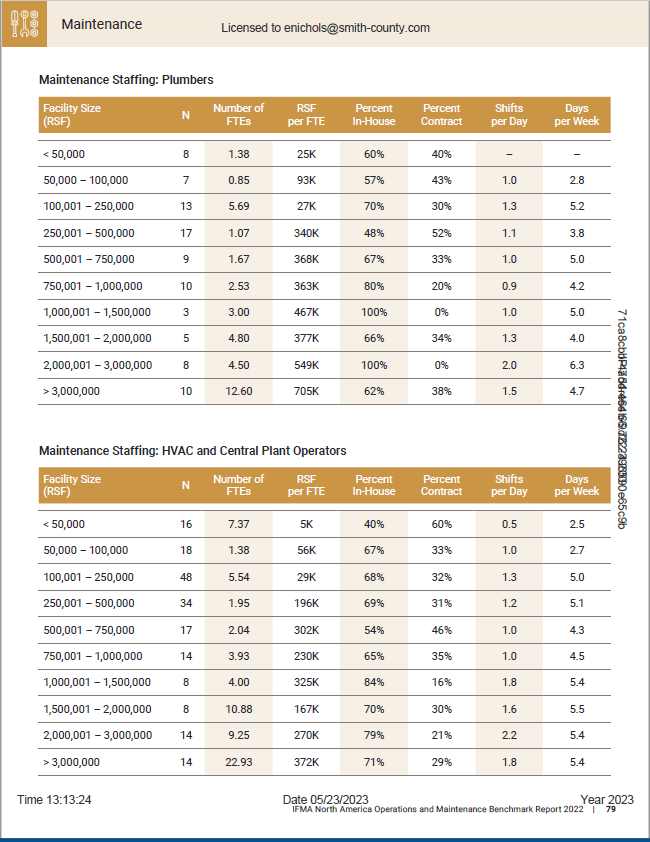 Maintenance
Licensed to enichols@smith-county.com
Maintenance Staffing: Plumbers
Facility Size (RSF) N Number of FTEs RSF per FTE Percent In-House Percent Contract Shifts per Day Days per Week
< 50,000 8 1.38 25K 60% 40% – –
50,000 – 100,000 7 0.85 93K 57% 43% 1.0 2.8
100,001 – 250,000 13 5.69 27K 70% 30% 1.3 5.2
250,001 – 500,000 17 1.07 340K 48% 52% 1.1 3.8
500,001 – 750,000 9 1.67 368K 67% 33% 1.0 5.0
750,001 – 1,000,000 10 2.53 363K 80% 20% 0.9 4.2
1,000,001 – 1,500,000 3 3.00 467K 100% 0% 1.0 5.0
1,500,001 – 2,000,000 5 4.80 377K 66% 34% 1.3 4.0
2,000,001 – 3,000,000 8 4.50 549K 100% 0% 2.0 6.3
> 3,000,000 10 12.60 705K 62% 38% 1.5 4.7
Maintenance Staffing: HVAC and Central Plant Operators
Facility Size (RSF) N Number of FTEs RSF per FTE Percent In-House Percent Contract Shifts per Day Days per Week
< 50,000 16 7.37 5K 40% 60% 0.5 2.5
50,000 – 100,000 18 1.38 56K 67% 33% 1.0 2.7
100,001 – 250,000 48 5.54 29K 68% 32% 1.3 5.0
250,001 – 500,000 34 1.95 196K 69% 31% 1.2 5.1
500,001 – 750,000 17 2.04 302K 54% 46% 1.0 4.3
750,001 – 1,000,000 14 3.93 230K 65% 35% 1.0 4.5
1,000,001 – 1,500,000 8 4.00 325K 84% 16% 1.8 5.4
1,500,001 – 2,000,000 8 10.88 167K 70% 30% 1.6 5.5
2,000,001 – 3,000,000 14 9.25 270K 79% 21% 2.2 5.4
> 3,000,000 14 22.93 372K 71% 29% 1.8 5.4
Time 13:13:24 Date 05/23/2023 Year 2023
IFMA North America Operations and Maintenance Benchmark Report 2022 | 79